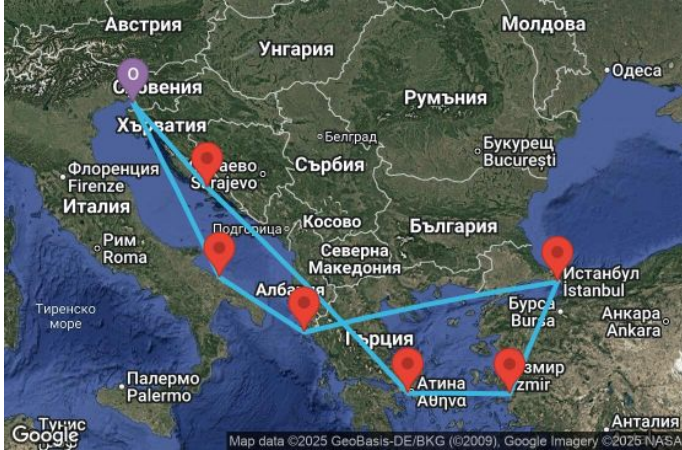 Австрия
Молдова
Унгария
Одеса
О
Словения
Румъния
Хърватия
Белград
Букурещ
București
Флоренция
Firenze
Сараево
Sarajevo
Сърбия
Италия
Рим
Roma
Подгорица
Косово
България
Северна
Македония
Албания
Истанбул
İstanbul
Тиренско
море
Бурса
Bursa
Анкара
Ankara
Гърция
Палермо
Palermo
Атина
Αθήνα
Измир
İzmir
Тунис
Анталия
Google
Map data ©2025 GeoBasis-DE/BKG (©2009), Google Imagery ©2025 NASA